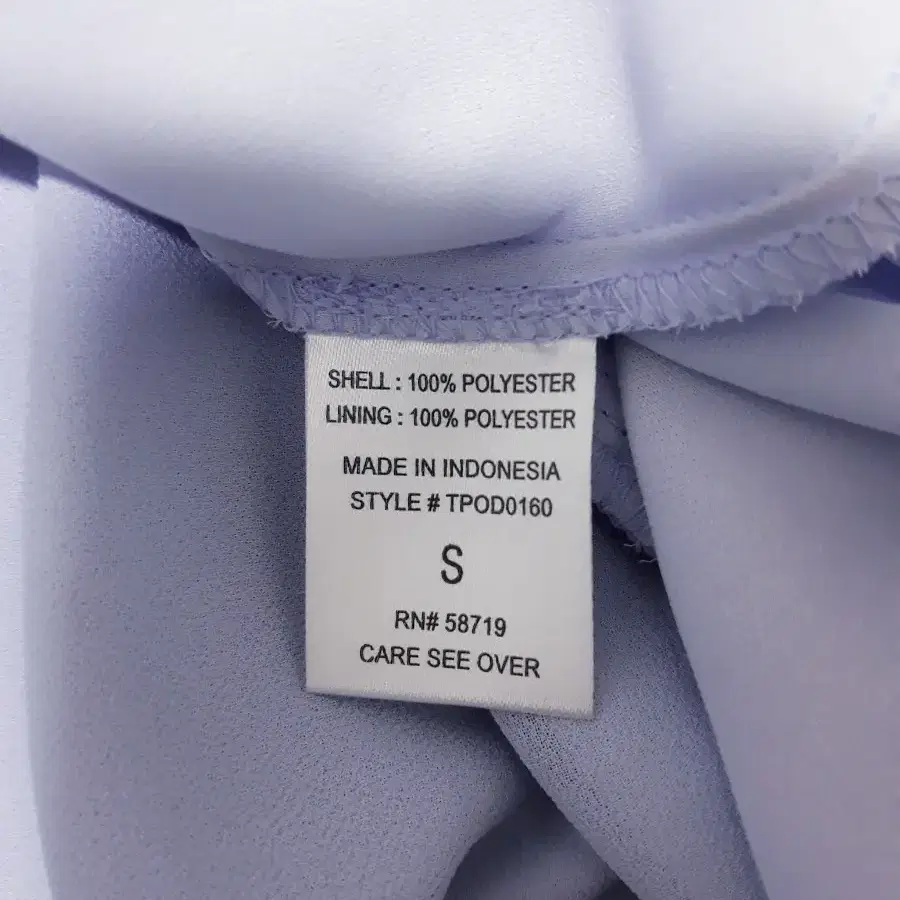 SHELL : 100% POLYESTER
LINING : 100% POLYESTER
MADE IN INDONESIA
STYLE # TPOD0160
S
RN# 58719
CARE SEE OVER